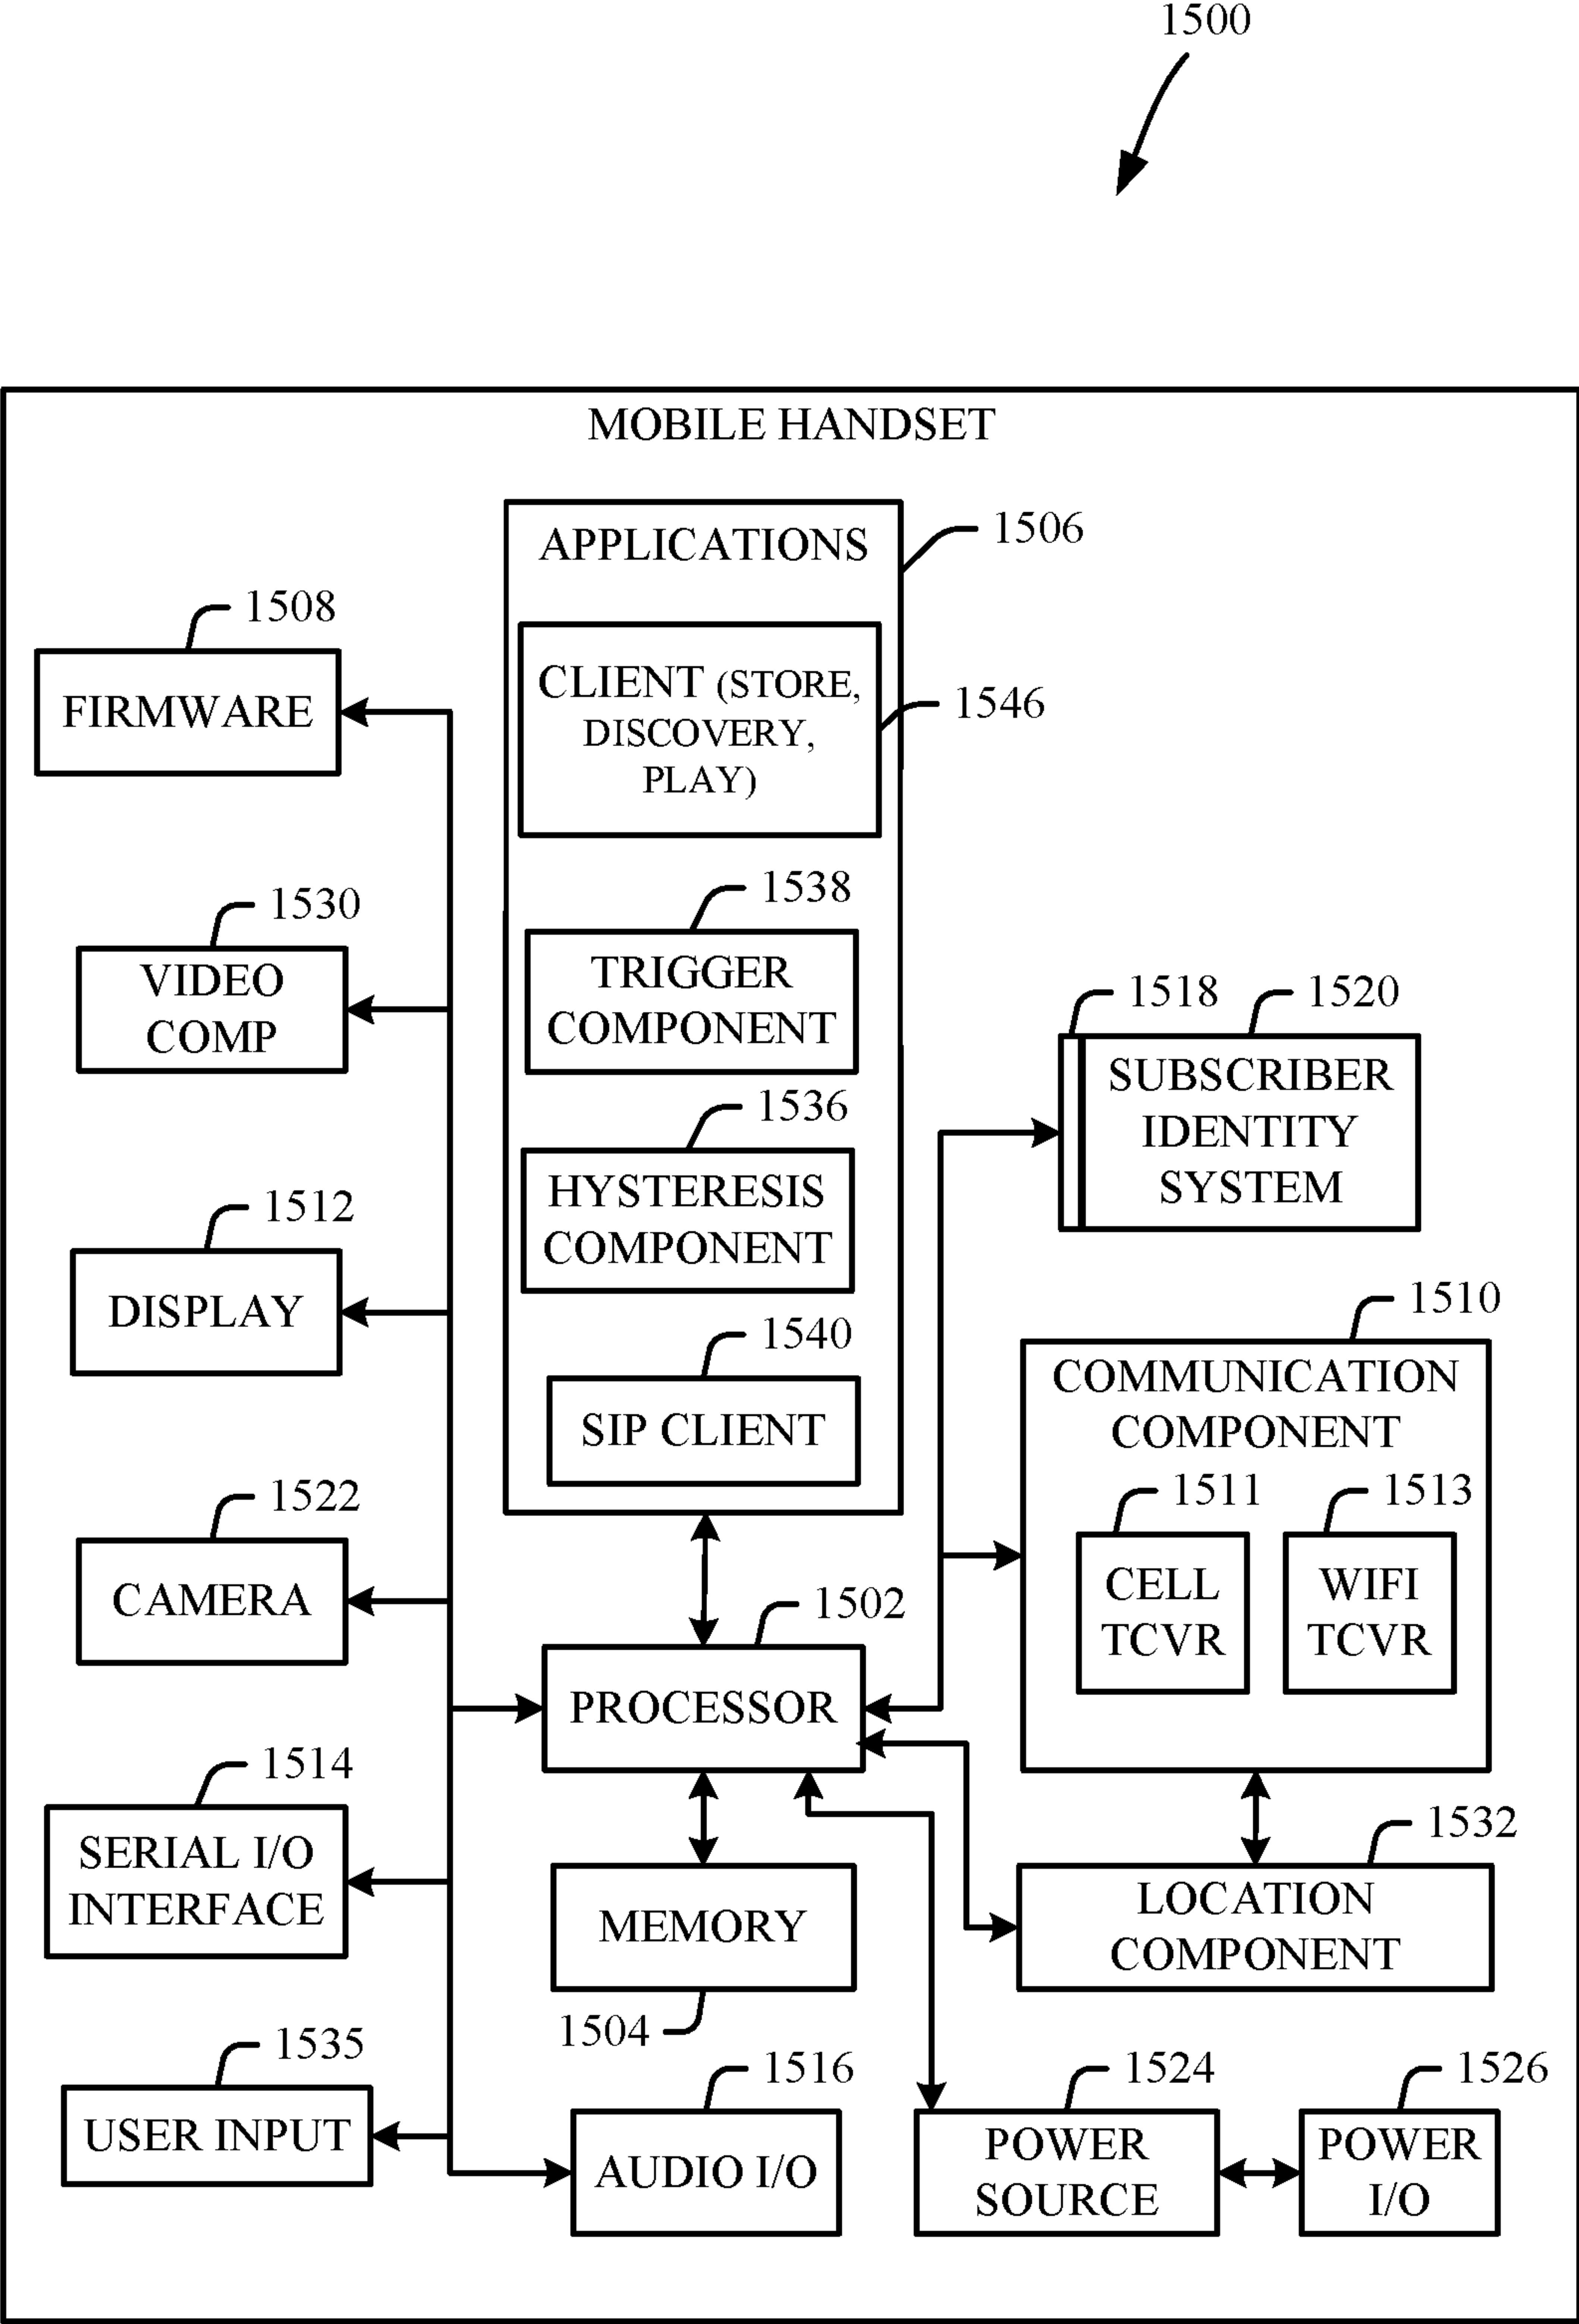 1500
MOBILE HANDSET
APPLICATIONS
1506
1508
FIRMWARE
CLIENT (STORE,
DISCOVERY,
PLAY)
1546
1538
TRIGGER
COMPONENT
1530
VIDEO
COMP
1518
1520
SUBSCRIBER
IDENTITY
SYSTEM
1536
HYSTERESIS
COMPONENT
1512
DISPLAY
1540
SIP CLIENT
1510
COMMUNICATION
COMPONENT
1511
CELL
TCVR
1513
WIFI
TCVR
1522
CAMERA
1502
PROCESSOR
1514
SERIAL I/O
INTERFACE
MEMORY
1504
1532
LOCATION
COMPONENT
1535
USER INPUT
1516
AUDIO I/O
1524
POWER
SOURCE
1526
POWER
I/O